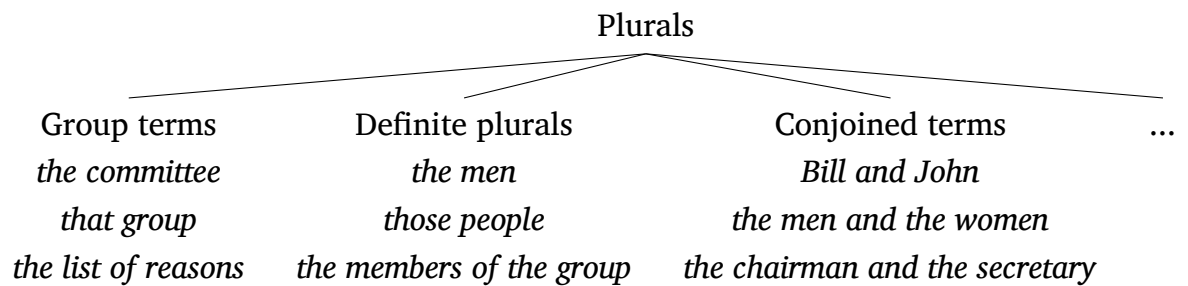 Plurals
Group terms Definite plurals Conjoined terms ...
the committee the men Bill and John
that group those people the men and the women
the list of reasons the members of the group the chairman and the secretary